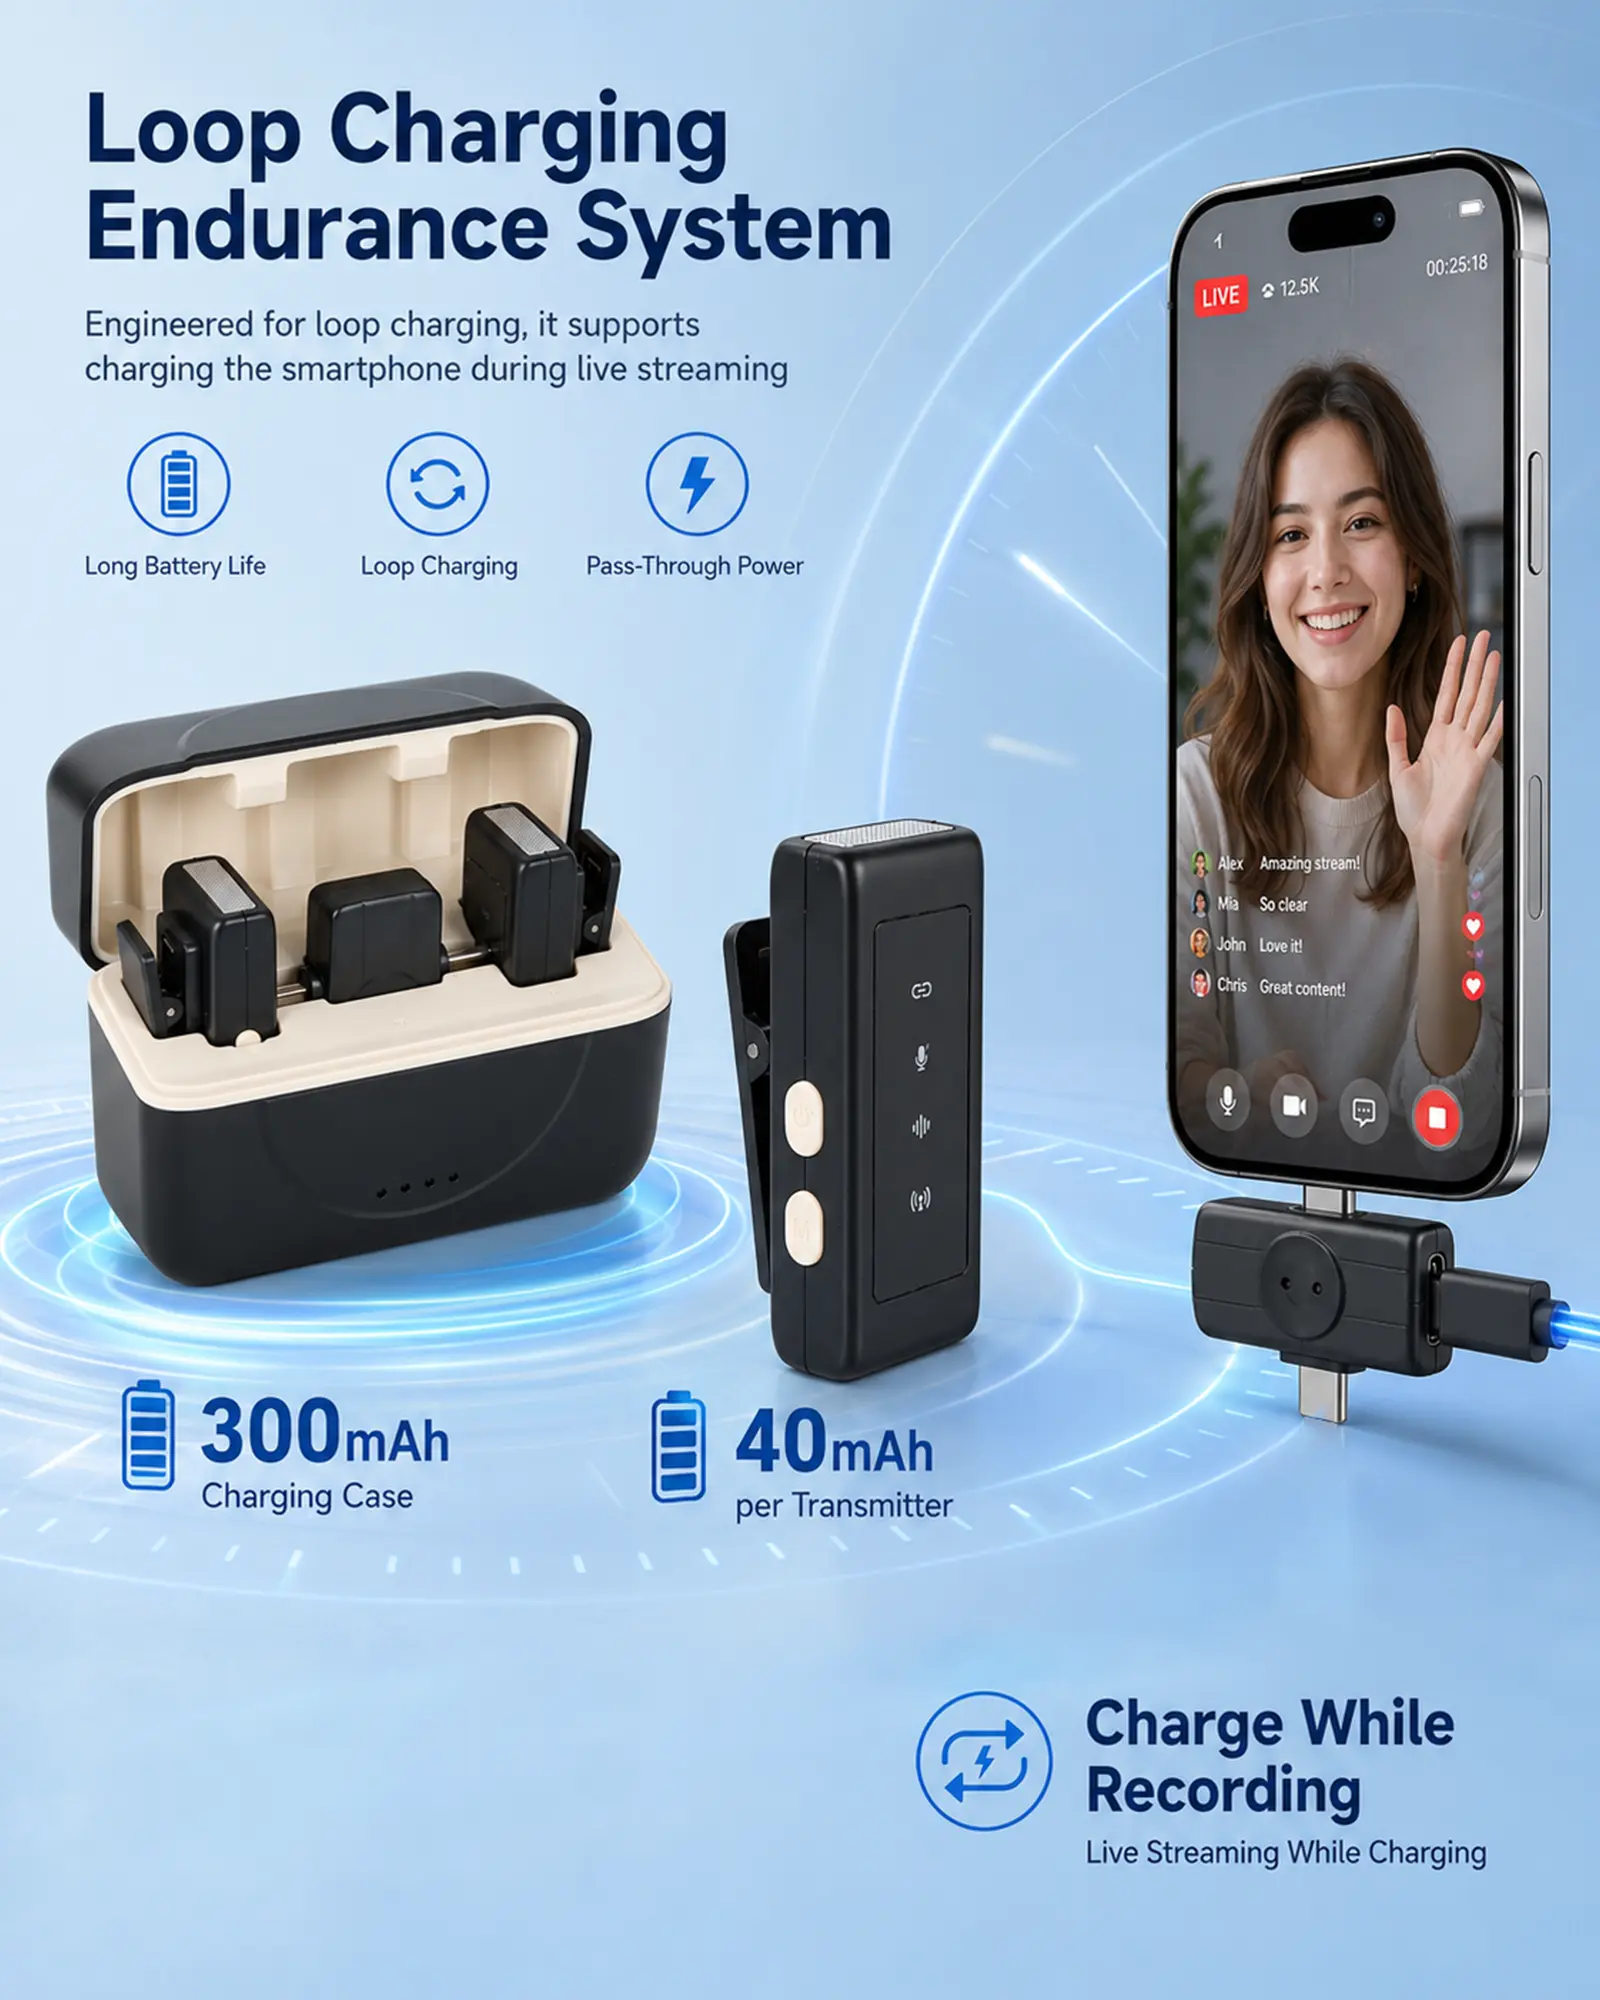 Loop Charging
Endurance System
Engineered for loop charging, it supports
charging the smartphone during live streaming
Long Battery Life
Loop Charging
Pass-Through Power
LIVE
12.5K
00:25:18
Alex Amazing stream!
Mia So clear
John Love it!
Chris Great content!
M
300mAh
Charging Case
40mAh
per Transmitter
Charge While
Recording
Live Streaming While Charging